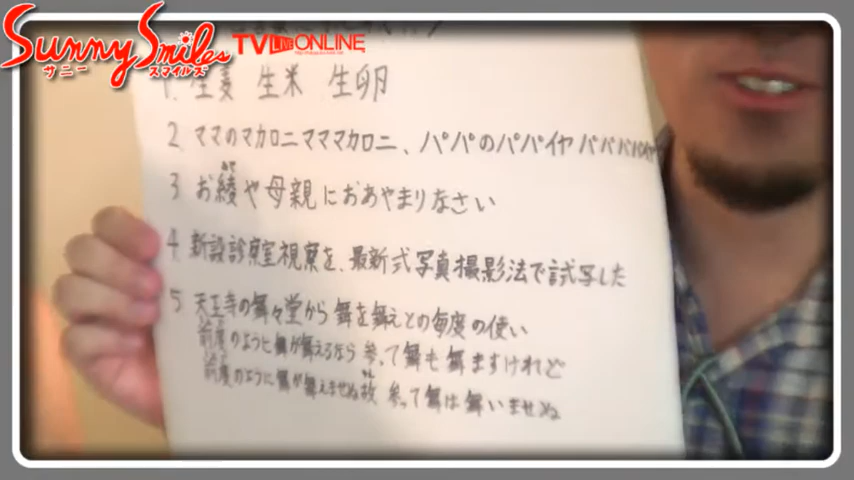 Sunny Smiles
サニー スマイルズ
TV LIVE ONLINE
1. 生麦 生米 生卵
2 ママのマカロニママママカロニ、パパのパパイヤパパパパパイヤ
あや
3 お綾や母親におあやまりなさい
4 新設診察室視察を、最新式写真撮影法で試写した
5 天王寺の舞々堂から 舞を舞えとの毎度の使い
前度のように舞が舞えるなら 参って舞も舞ますけれど
前度のように舞が舞えませぬ故 参って舞は舞いませぬ